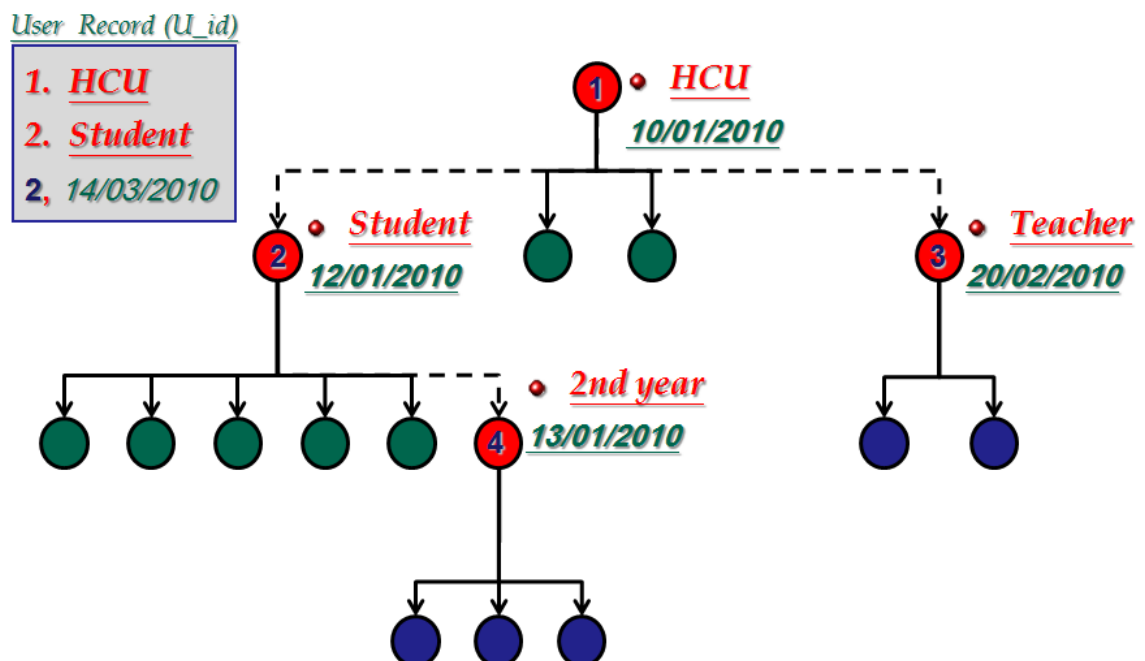 User Record (U_id)
1. HCU
2. Student
2, 14/03/2010
1
HCU
10/01/2010
2
Student
12/01/2010
3
Teacher
20/02/2010
4
2nd year
13/01/2010